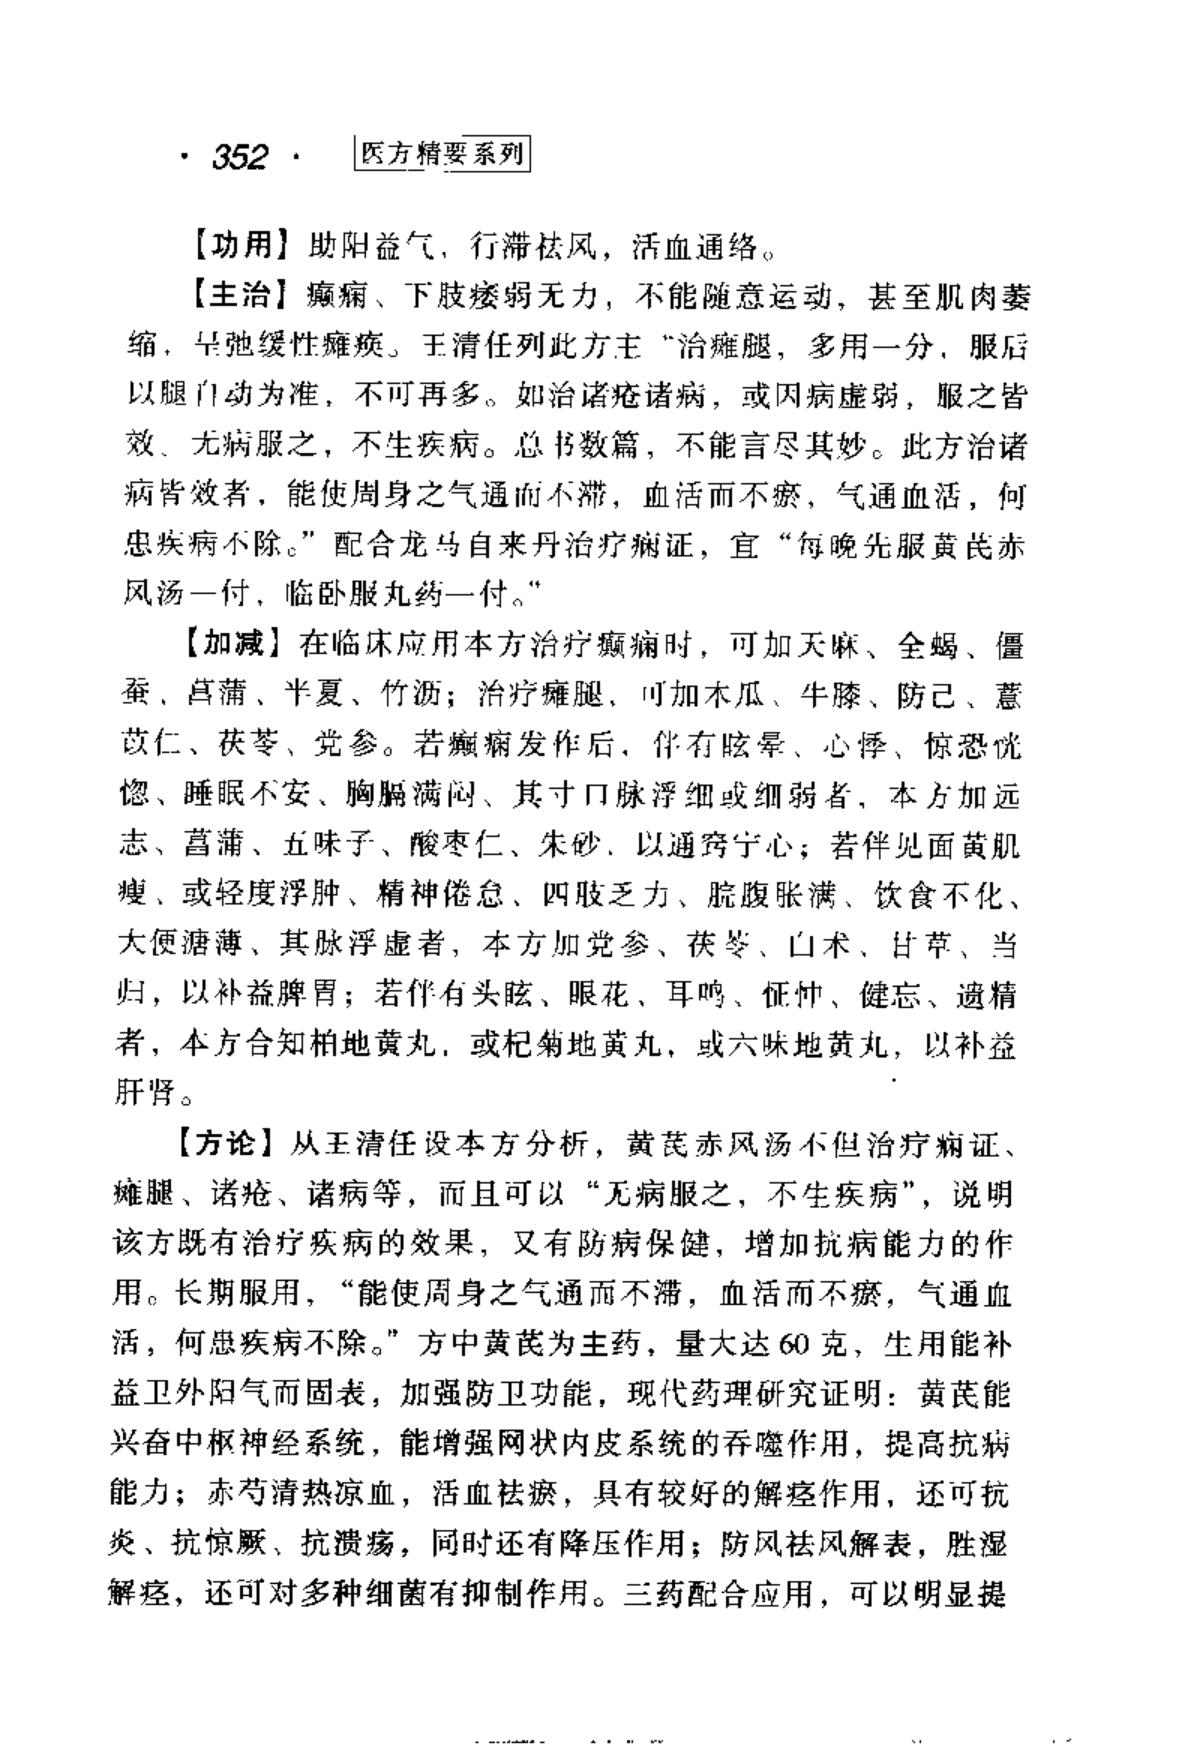 · 352 · 医方精要系列
【功用】助阳益气，行滞祛风，活血通络。
【主治】癫痫、下肢痿弱无力，不能随意运动，甚至肌肉萎
缩，呈弛缓性瘫痪。王清任列此方主“治瘫腿，多用一分，服后
以腿自动为准，不可再多。如治诸疮诸病，或因病虚弱，服之皆
效。无病服之，不生疾病。总书数篇，不能言尽其妙。此方治诸
病皆效者，能使周身之气通而不滞，血活而不瘀，气通血活，何
患疾病不除。”配合龙马自来丹治疗痫证，宜“每晚先服黄芪赤
风汤一付，临卧服丸药一付。”
【加减】在临床应用本方治疗癫痫时，可加天麻、全蝎、僵
蚕、菖蒲、半夏、竹沥；治疗瘫腿，可加木瓜、牛膝、防己、薏
苡仁、茯苓、党参。若癫痫发作后，伴有眩晕、心悸、惊恐恍
惚、睡眠不安、胸膈满闷、其寸口脉浮细或细弱者，本方加远
志、菖蒲、五味子、酸枣仁、朱砂，以通窍宁心；若伴见面黄肌
瘦、或轻度浮肿、精神倦怠、四肢乏力、脘腹胀满、饮食不化、
大便溏薄、其脉浮虚者，本方加党参、茯苓、白术、甘草、当
归，以补益脾胃；若伴有头眩、眼花、耳鸣、怔忡、健忘、遗精
者，本方合知柏地黄丸，或杞菊地黄丸，或六味地黄丸，以补益
肝肾。
【方论】从王清任设本方分析，黄芪赤风汤不但治疗痫证、
瘫腿、诸疮、诸病等，而且可以“无病服之，不生疾病”，说明
该方既有治疗疾病的效果，又有防病保健，增加抗病能力的作
用。长期服用，“能使周身之气通而不滞，血活而不瘀，气通血
活，何患疾病不除。”方中黄芪为主药，量大达60克，生用能补
益卫外阳气而固表，加强防卫功能，现代药理研究证明：黄芪能
兴奋中枢神经系统，能增强网状内皮系统的吞噬作用，提高抗病
能力；赤芍清热凉血，活血祛瘀，具有较好的解痉作用，还可抗
炎、抗惊厥、抗溃疡，同时还有降压作用；防风祛风解表，胜湿
解痉，还可对多种细菌有抑制作用。三药配合应用，可以明显提